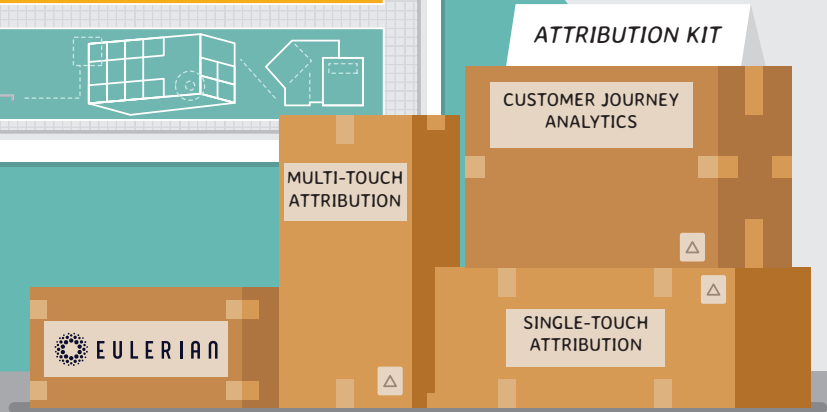 ATTRIBUTION KIT
CUSTOMER JOURNEY
ANALYTICS
MULTI-TOUCH
ATTRIBUTION
SINGLE-TOUCH
ATTRIBUTION
EULERIAN